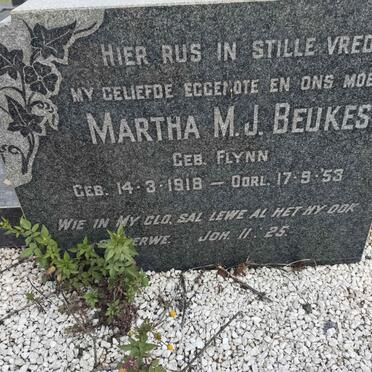 HIER RUS IN STILLE VRED
MY GELIEFDE EGGENOTE EN ONS MOE
MARTHA M.J. BEUKES
GEB. FLYNN
GEB. 14·3·1918 — OORL. 17·9·53
WIE IN MY GLO, SAL LEWE AL HET HY OOK
ERWE. JOH. 11:25.